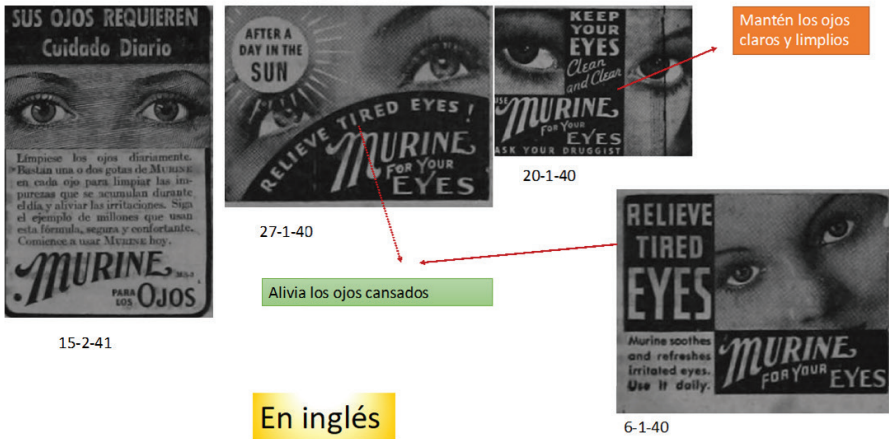 SUS OJOS REQUIEREN
Cuidado Diario
Límpiese los ojos diariamente.
Bastan una o dos gotas de MURINE
en cada ojo para limpiar las im-
purezas que se acumulan durante
el día y aliviar las irritaciones. Siga
el ejemplo de millones que usan
esta fórmula, segura y confortante.
Comience a usar MURINE hoy.
MURINE
PARA LOS OJOS
15-2-41
AFTER A
DAY IN THE
SUN
RELIEVE TIRED EYES!
MURINE
FOR YOUR
EYES
27-1-40
KEEP
YOUR
EYES
Clean
and Clear
USE
MURINE
FOR YOUR
EYES
ASK YOUR DRUGGIST
20-1-40
Mantén los ojos
claros y limplios
Alivia los ojos cansados
RELIEVE
TIRED
EYES
Murine soothes
and refreshes
irritated eyes.
Use it daily.
MURINE
FOR YOUR EYES
6-1-40
En inglés